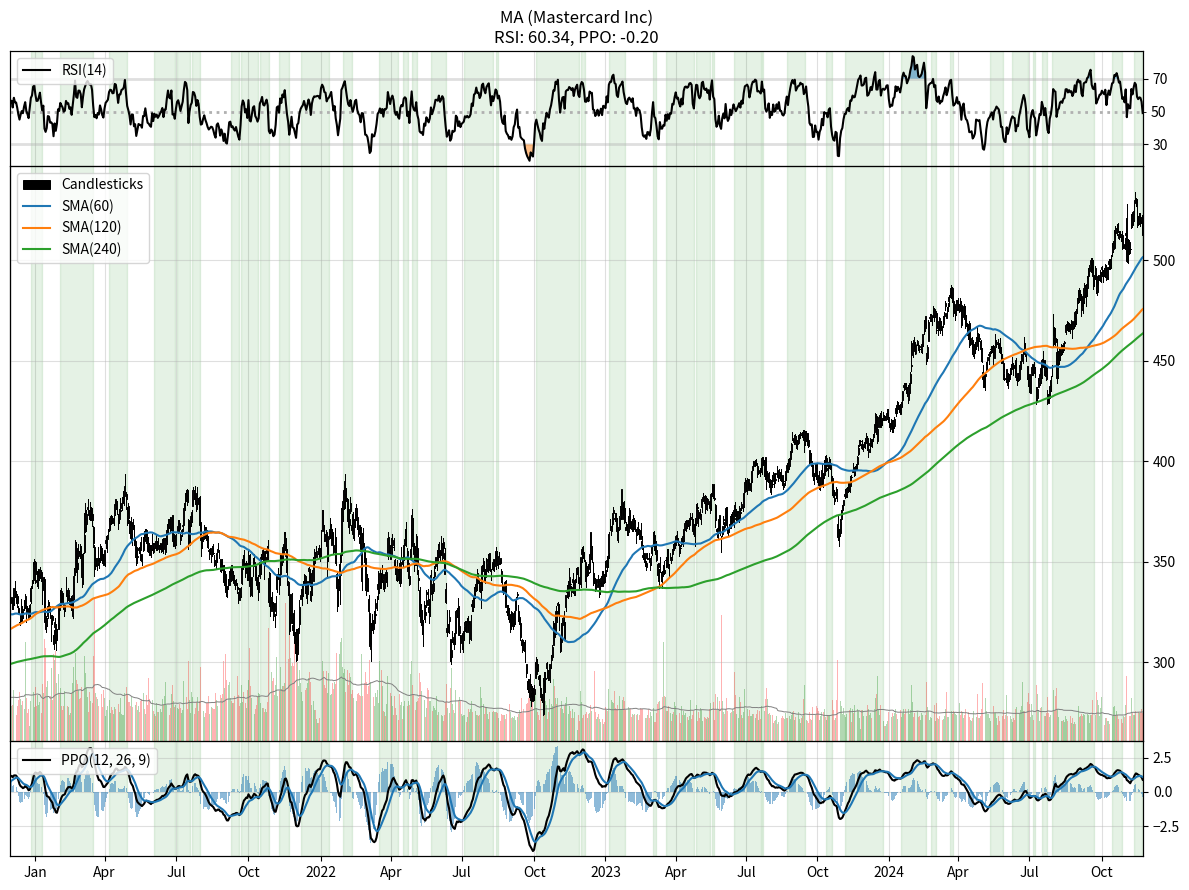 MA (Mastercard Inc)
RSI: 60.34, PPO: -0.20
RSI(14)
70
50
30
Candlesticks
SMA(60)
SMA(120)
SMA(240)
500
450
400
350
300
PPO(12, 26, 9)
2.5
0.0
−2.5
Jan Apr Jul Oct 2022 Apr Jul Oct 2023 Apr Jul Oct 2024 Apr Jul Oct